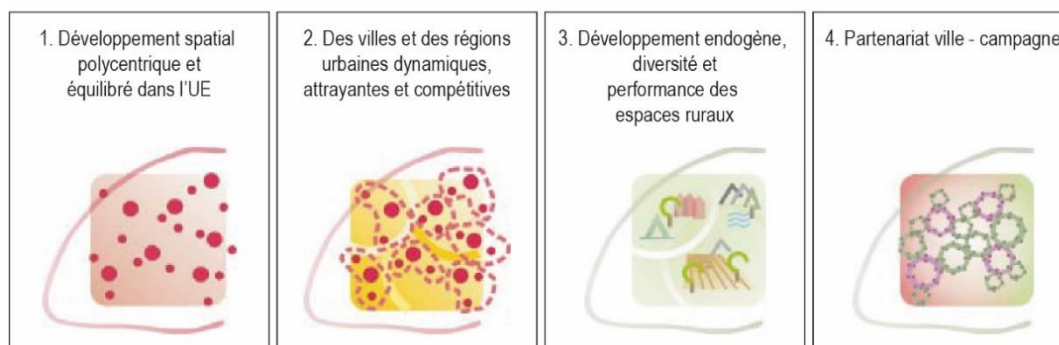 1. Développement spatial
polycentrique et
équilibré dans l'UE
2. Des villes et des régions
urbaines dynamiques,
attrayantes et compétitives
3. Développement endogène,
diversité et
performance des
espaces ruraux
4. Partenariat ville - campagne